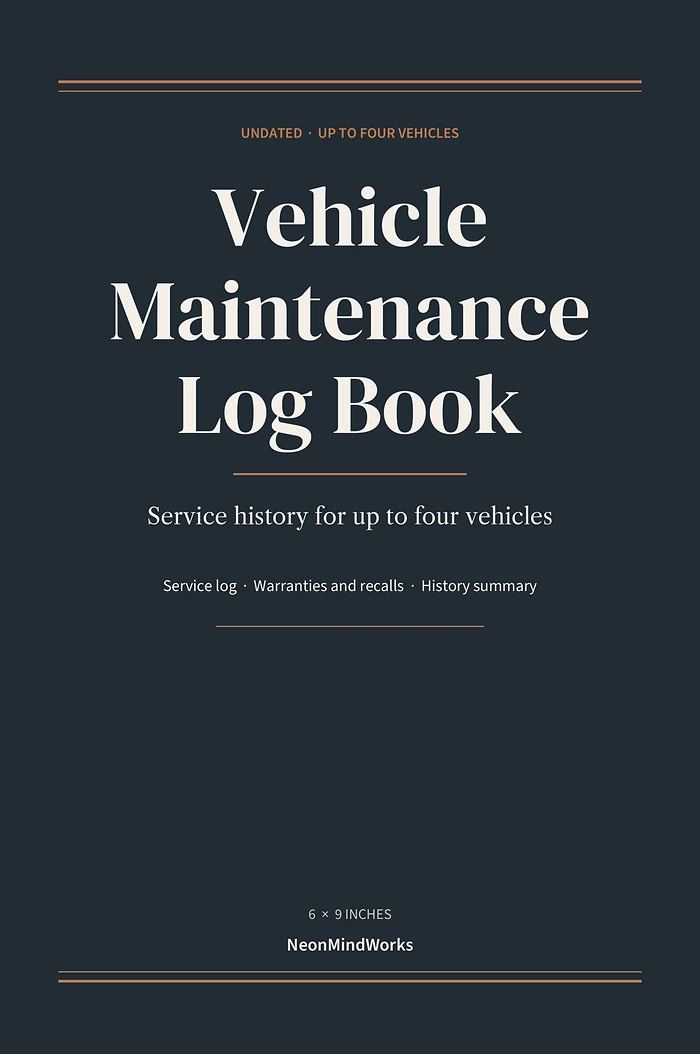 UNDATED · UP TO FOUR VEHICLES
Vehicle
Maintenance
Log Book
Service history for up to four vehicles
Service log · Warranties and recalls · History summary
6 × 9 INCHES
NeonMindWorks